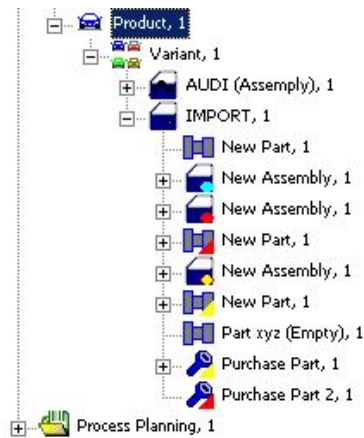 Product, 1
Variant, 1
AUDI (Assemply), 1
IMPORT, 1
New Part, 1
New Assembly, 1
New Assembly, 1
New Part, 1
New Assembly, 1
New Part, 1
Part xyz (Empty), 1
Purchase Part, 1
Purchase Part 2, 1
Process Planning, 1